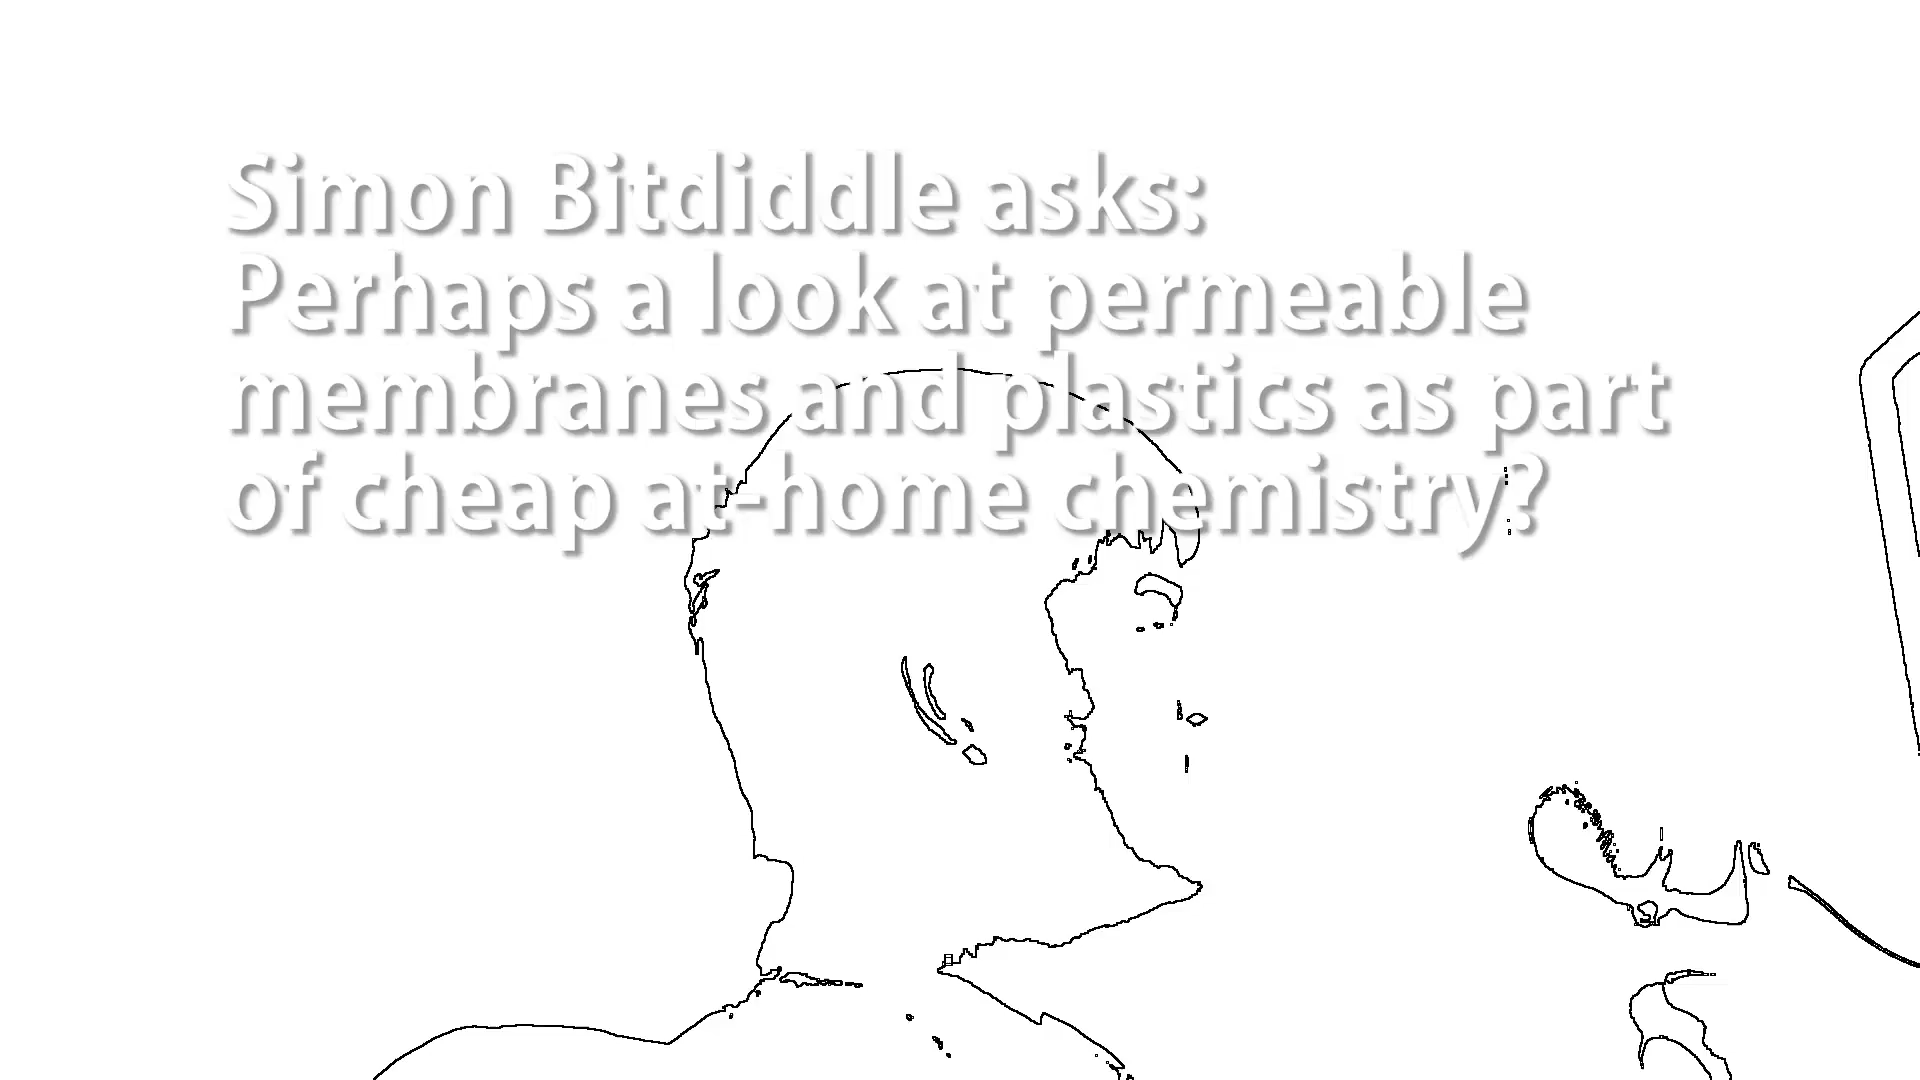 Simon Bitdiddle asks:
Perhaps a look at permeable
membranes and plastics as part
of cheap at-home chemistry?